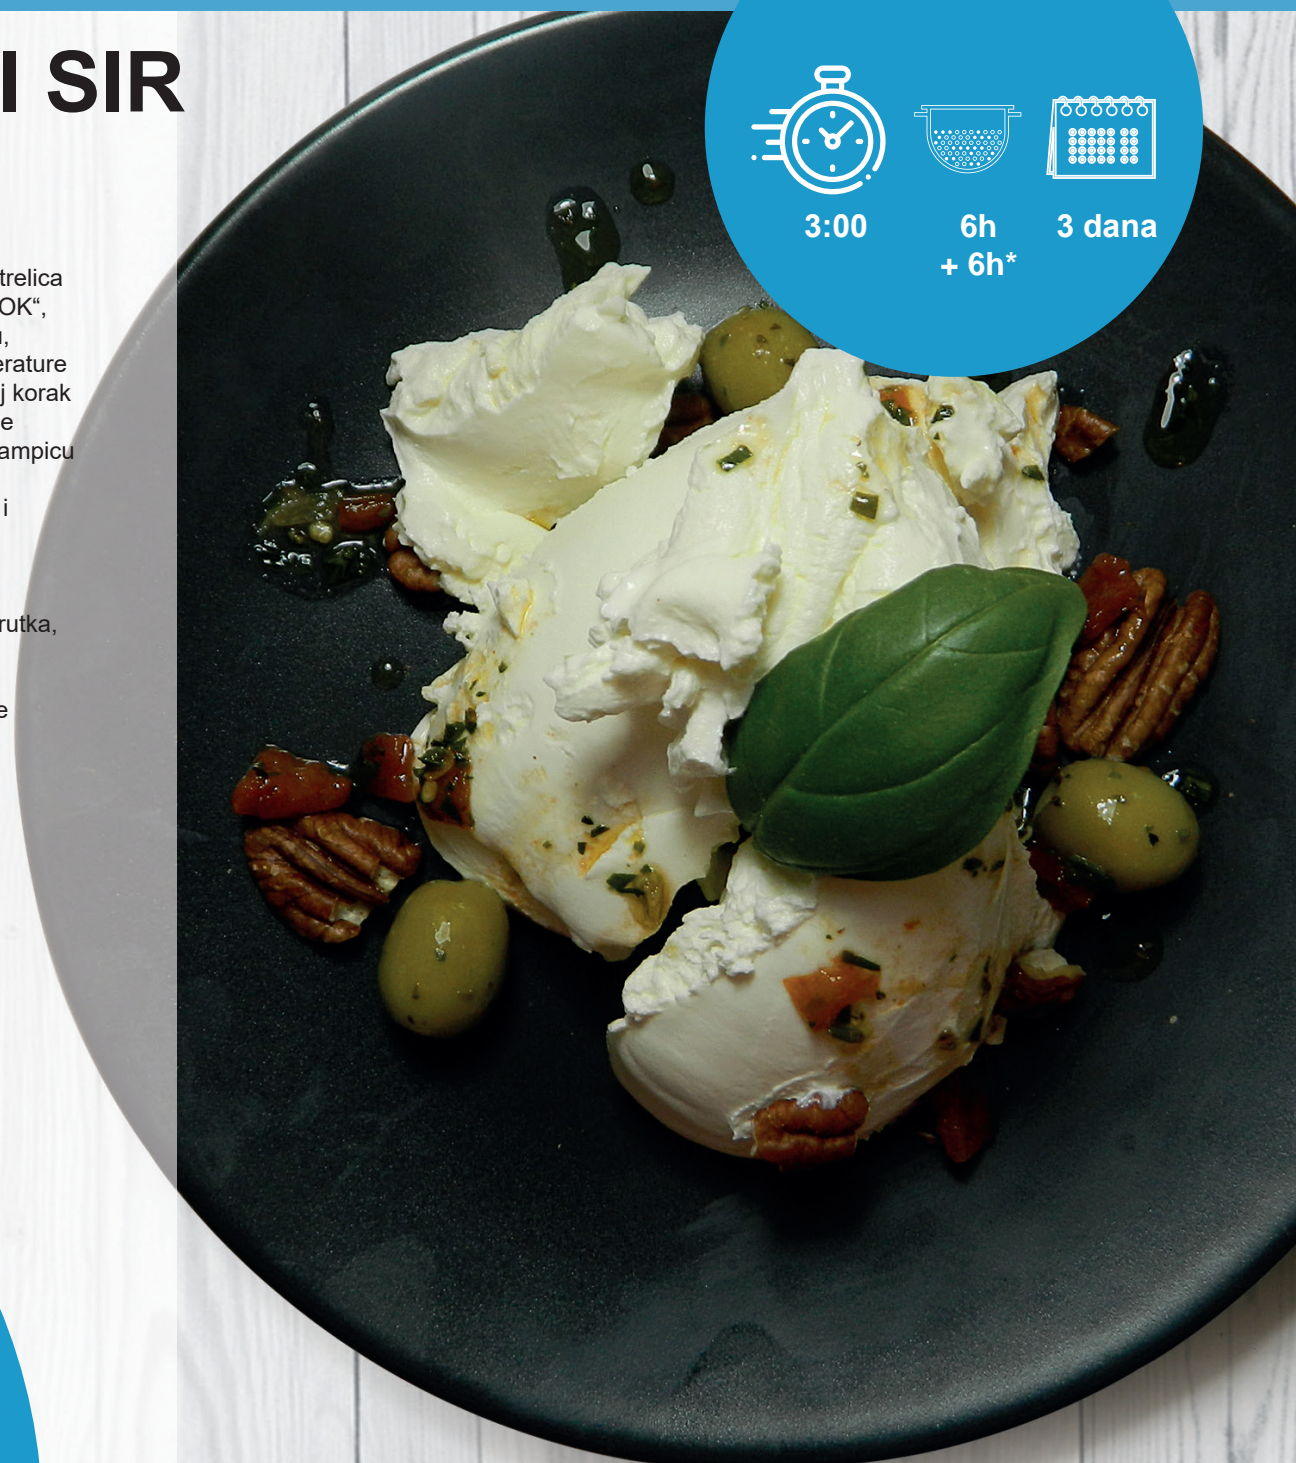 I SIR
3:00
6h
+ 6h*
3 dana
trelica
OK“,
,
erature
j korak
e
ampicu
i
rutka,
e